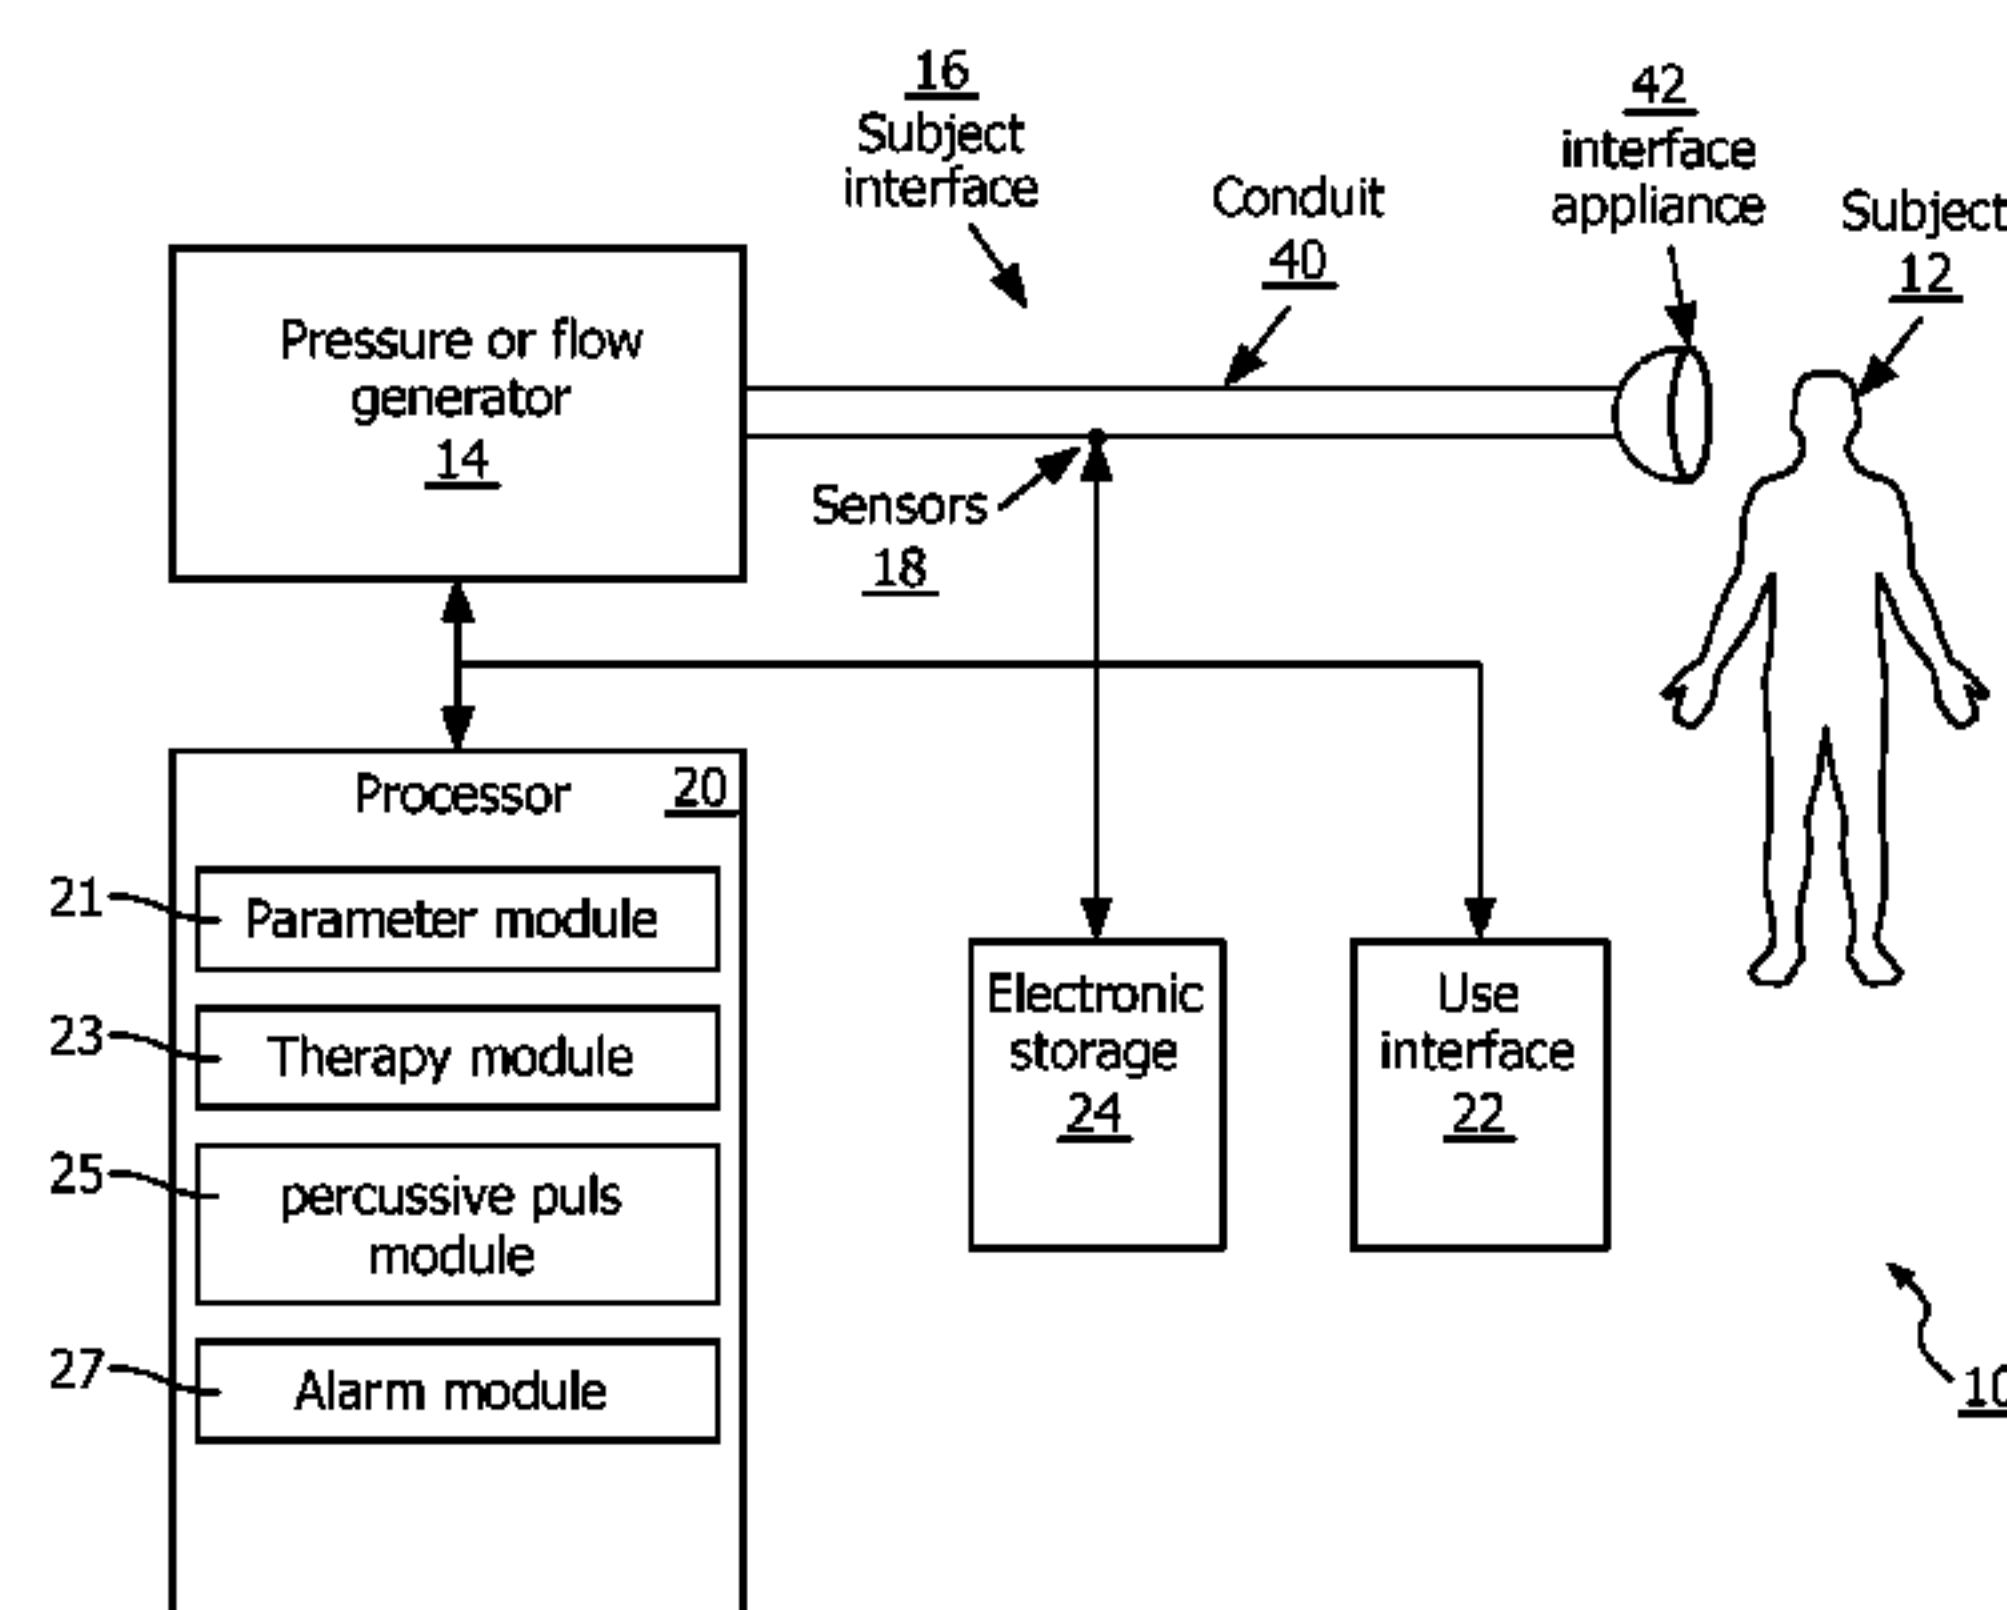 16
Subject
interface
42
interface
appliance
Conduit
40
Subject
12
Pressure or flow
generator
14
Sensors
18
Processor
20
21
Parameter module
23
Therapy module
25
percussive puls
module
27
Alarm module
Electronic
storage
24
Use
interface
22
10